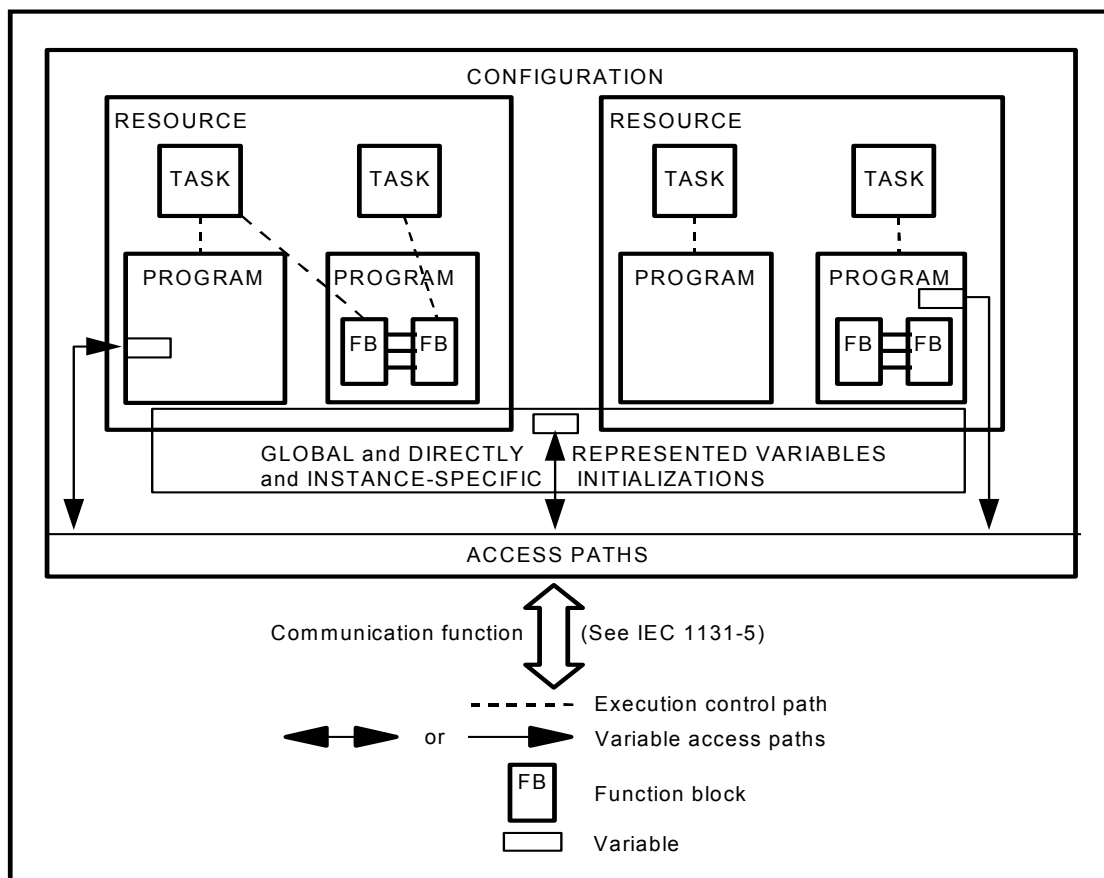 CONFIGURATION
RESOURCE
RESOURCE
TASK
TASK
TASK
TASK
PROGRAM
PROGRAM
PROGRAM
PROGRAM
FB
FB
FB
FB
GLOBAL and DIRECTLY REPRESENTED VARIABLES
and INSTANCE-SPECIFIC INITIALIZATIONS
ACCESS PATHS
Communication function (See IEC 1131-5)
Execution control path
or Variable access paths
FB Function block
Variable